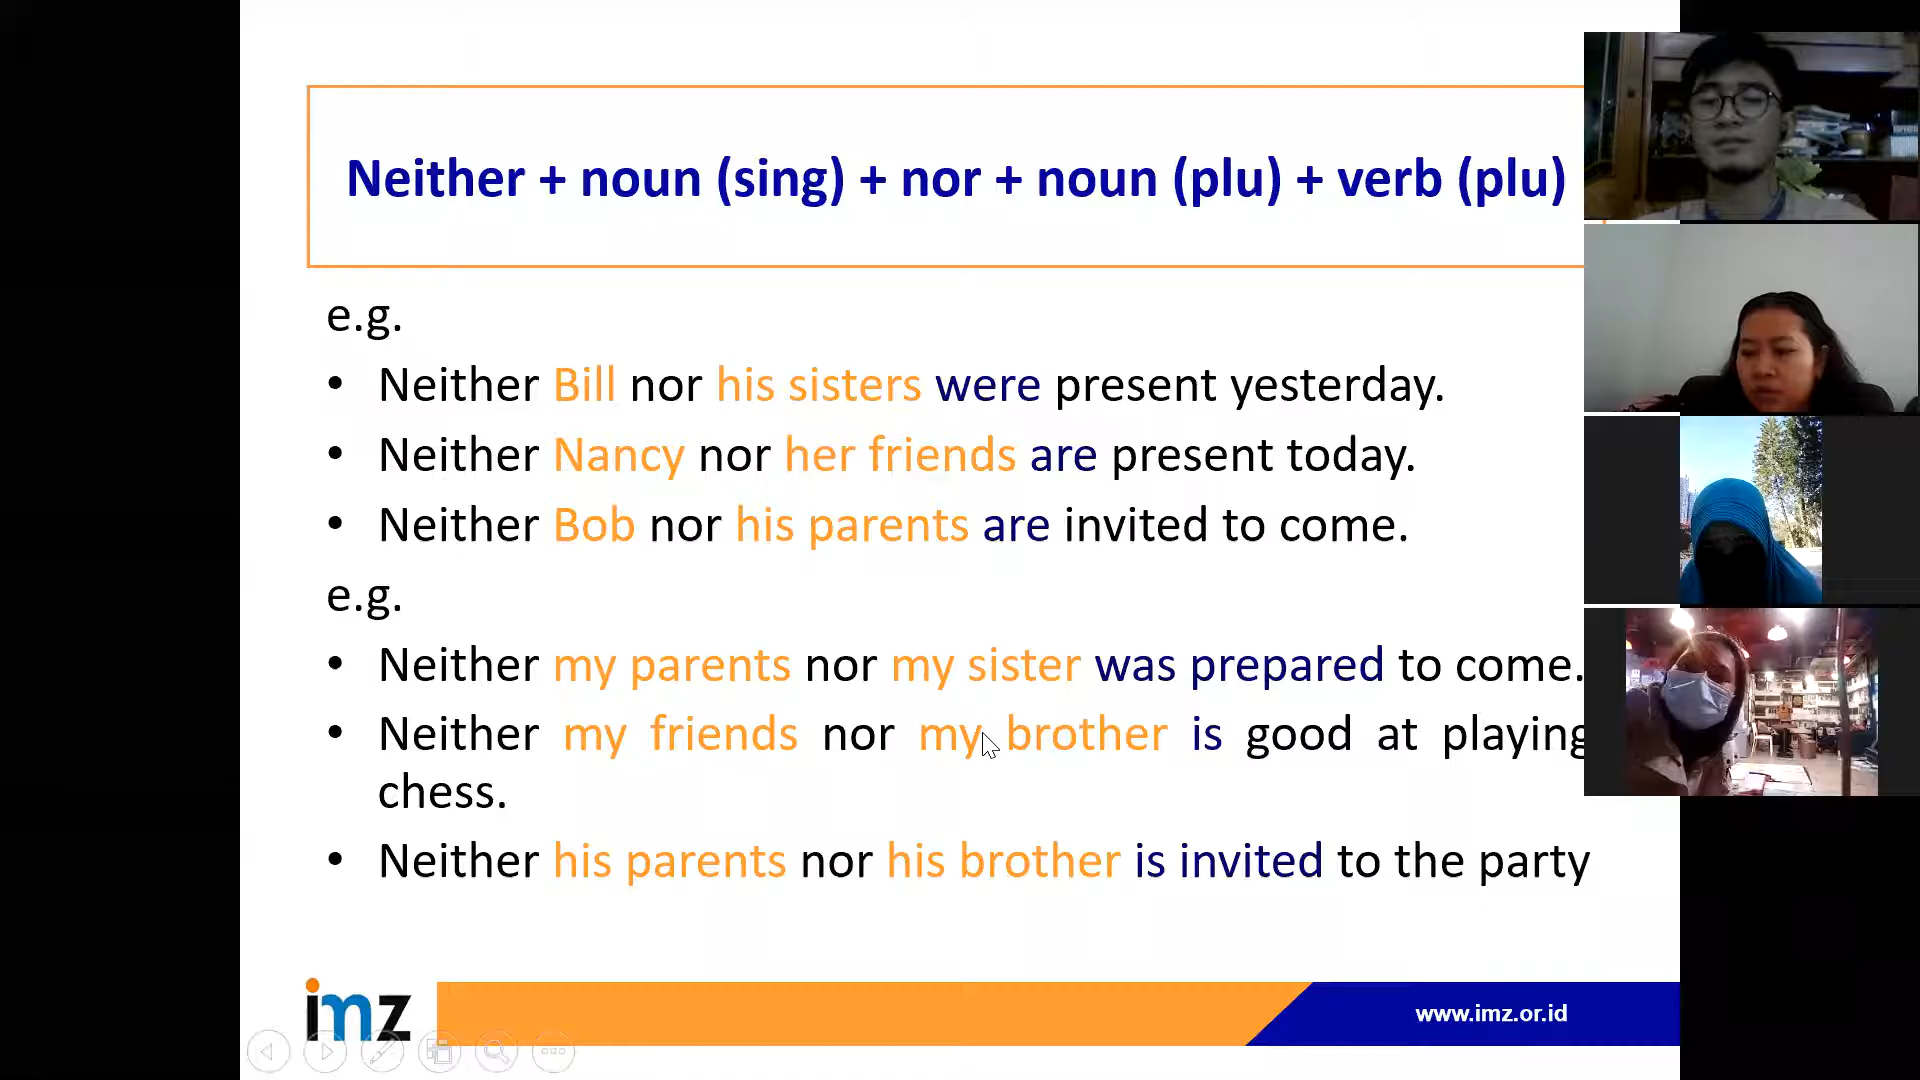 Neither + noun (sing) + nor + noun (plu) + verb (plu)
e.g.
• Neither Bill nor his sisters were present yesterday.
• Neither Nancy nor her friends are present today.
• Neither Bob nor his parents are invited to come.
e.g.
• Neither my parents nor my sister was prepared to come.
• Neither my friends nor my brother is good at playing
chess.
• Neither his parents nor his brother is invited to the party
imz
www.imz.or.id